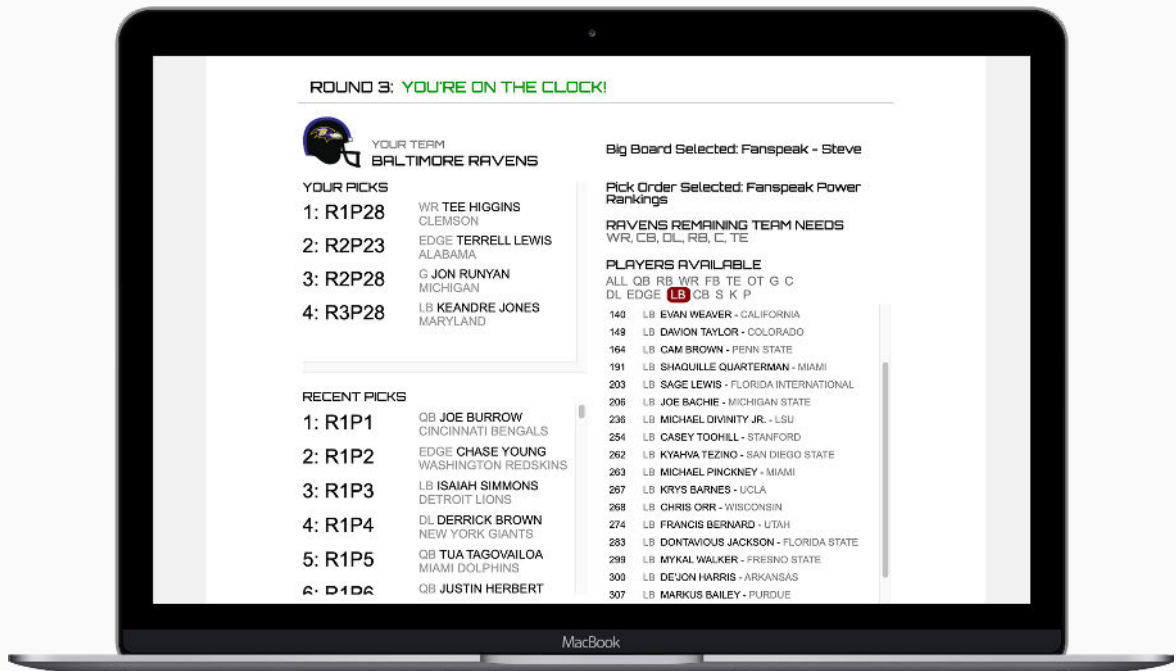 ROUND 3: YOU'RE ON THE CLOCK!
YOUR TEAM
BALTIMORE RAVENS
YOUR PICKS
1: R1P28 WR TEE HIGGINS
CLEMSON
2: R2P23 EDGE TERRELL LEWIS
ALABAMA
3: R2P28 G JON RUNYAN
MICHIGAN
4: R3P28 LB KEANDRE JONES
MARYLAND
RECENT PICKS
1: R1P1 QB JOE BURROW
CINCINNATI BENGALS
2: R1P2 EDGE CHASE YOUNG
WASHINGTON REDSKINS
3: R1P3 LB ISAIAH SIMMONS
DETROIT LIONS
4: R1P4 DL DERRICK BROWN
NEW YORK GIANTS
5: R1P5 QB TUA TAGOVAILOA
MIAMI DOLPHINS
6: R1P6 QB JUSTIN HERBERT
Big Board Selected: Fanspeak - Steve
Pick Order Selected: Fanspeak Power
Rankings
RAVENS REMAINING TEAM NEEDS
WR, CB, DL, RB, C, TE
PLAYERS AVAILABLE
ALL QB RB WR FB TE OT G C
DL EDGE LB CB S K P
140 LB EVAN WEAVER - CALIFORNIA
149 LB DAVION TAYLOR - COLORADO
164 LB CAM BROWN - PENN STATE
191 LB SHAQUILLE QUARTERMAN - MIAMI
203 LB SAGE LEWIS - FLORIDA INTERNATIONAL
206 LB JOE BACHIE - MICHIGAN STATE
236 LB MICHAEL DIVINITY JR. - LSU
254 LB CASEY TOOHILL - STANFORD
262 LB KYAHVA TEZINO - SAN DIEGO STATE
263 LB MICHAEL PINCKNEY - MIAMI
267 LB KRYS BARNES - UCLA
268 LB CHRIS ORR - WISCONSIN
274 LB FRANCIS BERNARD - UTAH
283 LB DONTAVIOUS JACKSON - FLORIDA STATE
299 LB MYKAL WALKER - FRESNO STATE
300 LB DE'JON HARRIS - ARKANSAS
307 LB MARKUS BAILEY - PURDUE
MacBook